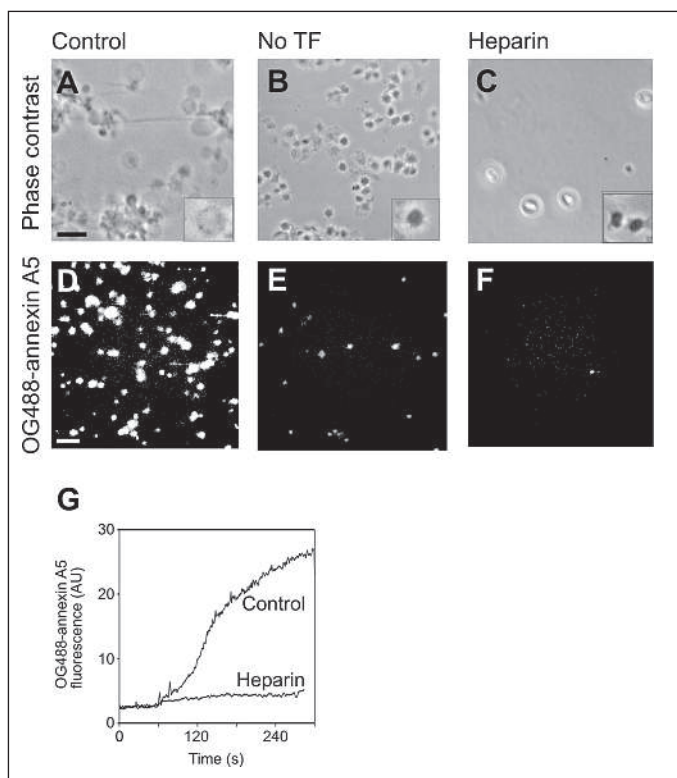 Control No TF Heparin
Phase contrast
A B C
OG488-annexin A5
D E F
G
OG488-annexin A5
fluorescence (AU)
30
20
10
0
Control
Heparin
0 120 240
Time (s)